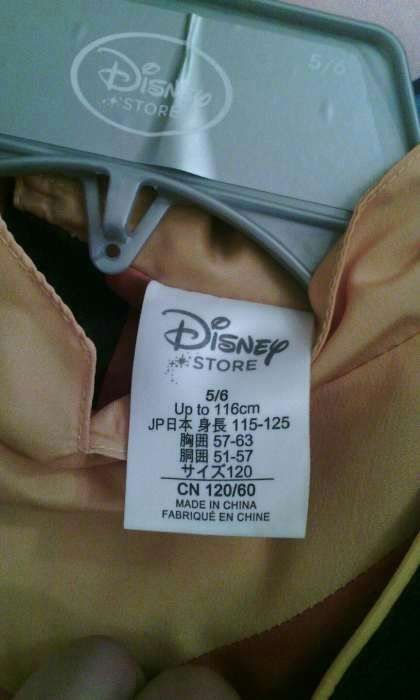 Disney
STORE
5/6
Disney
STORE
5/6
Up to 116cm
JP日本 身長 115-125
胸囲 57-63
胴囲 51-57
サイズ120
CN 120/60
MADE IN CHINA
FABRIQUÉ EN CHINE